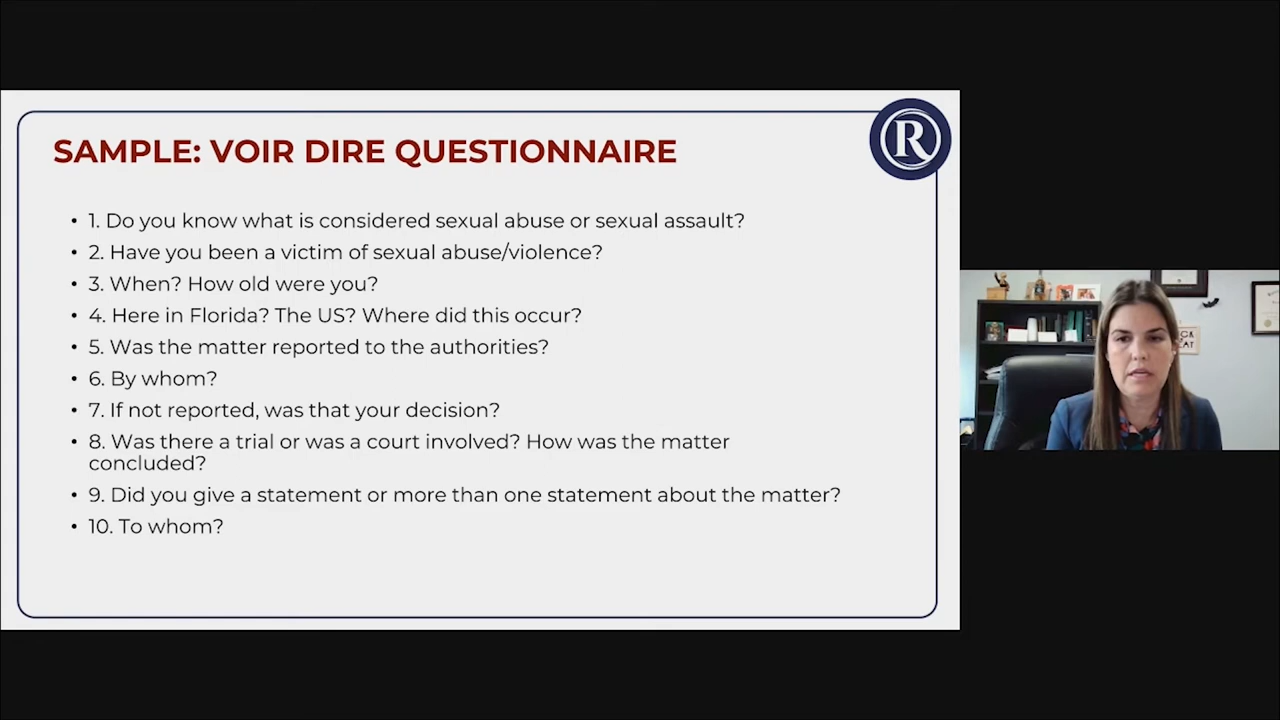 R
SAMPLE: VOIR DIRE QUESTIONNAIRE
• 1. Do you know what is considered sexual abuse or sexual assault?
• 2. Have you been a victim of sexual abuse/violence?
• 3. When? How old were you?
• 4. Here in Florida? The US? Where did this occur?
• 5. Was the matter reported to the authorities?
• 6. By whom?
• 7. If not reported, was that your decision?
• 8. Was there a trial or was a court involved? How was the matter
concluded?
• 9. Did you give a statement or more than one statement about the matter?
• 10. To whom?